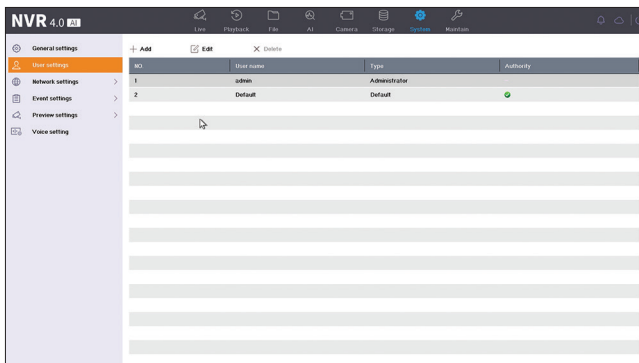 NVR 4.0 AI
Live Playback File AI Camera Storage System Maintain
General settings
User settings
Network settings
Event settings
Preview settings
Voice setting
Add Edit Delete
NO. User name Type Authority
1 admin Administrator
2 Default Default